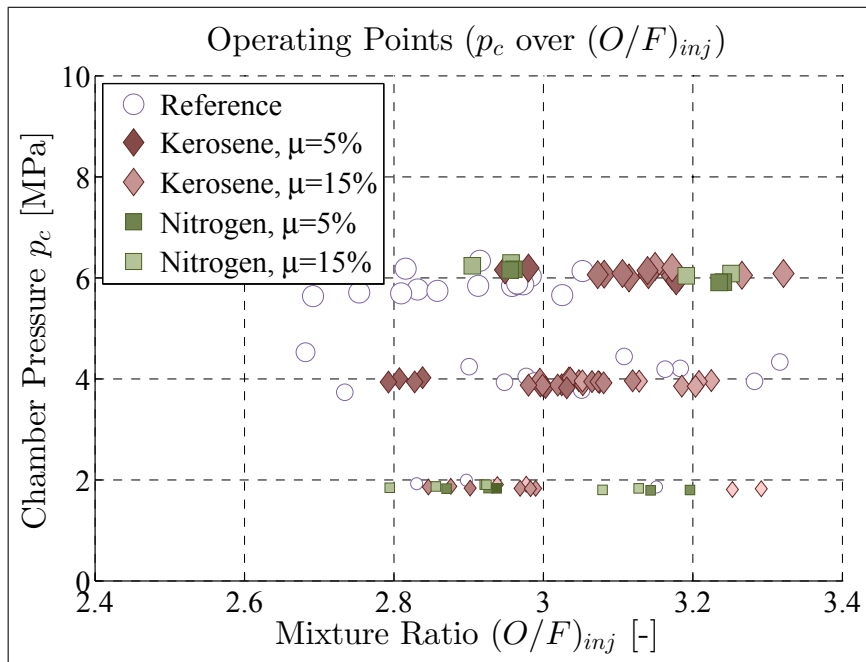 Operating Points (p_c over (O/F)_inj)
10
8
6
4
2
0
Chamber Pressure p_c [MPa]
Reference
Kerosene, μ=5%
Kerosene, μ=15%
Nitrogen, μ=5%
Nitrogen, μ=15%
2.4 2.6 2.8 3 3.2 3.4
Mixture Ratio (O/F)_inj [-]